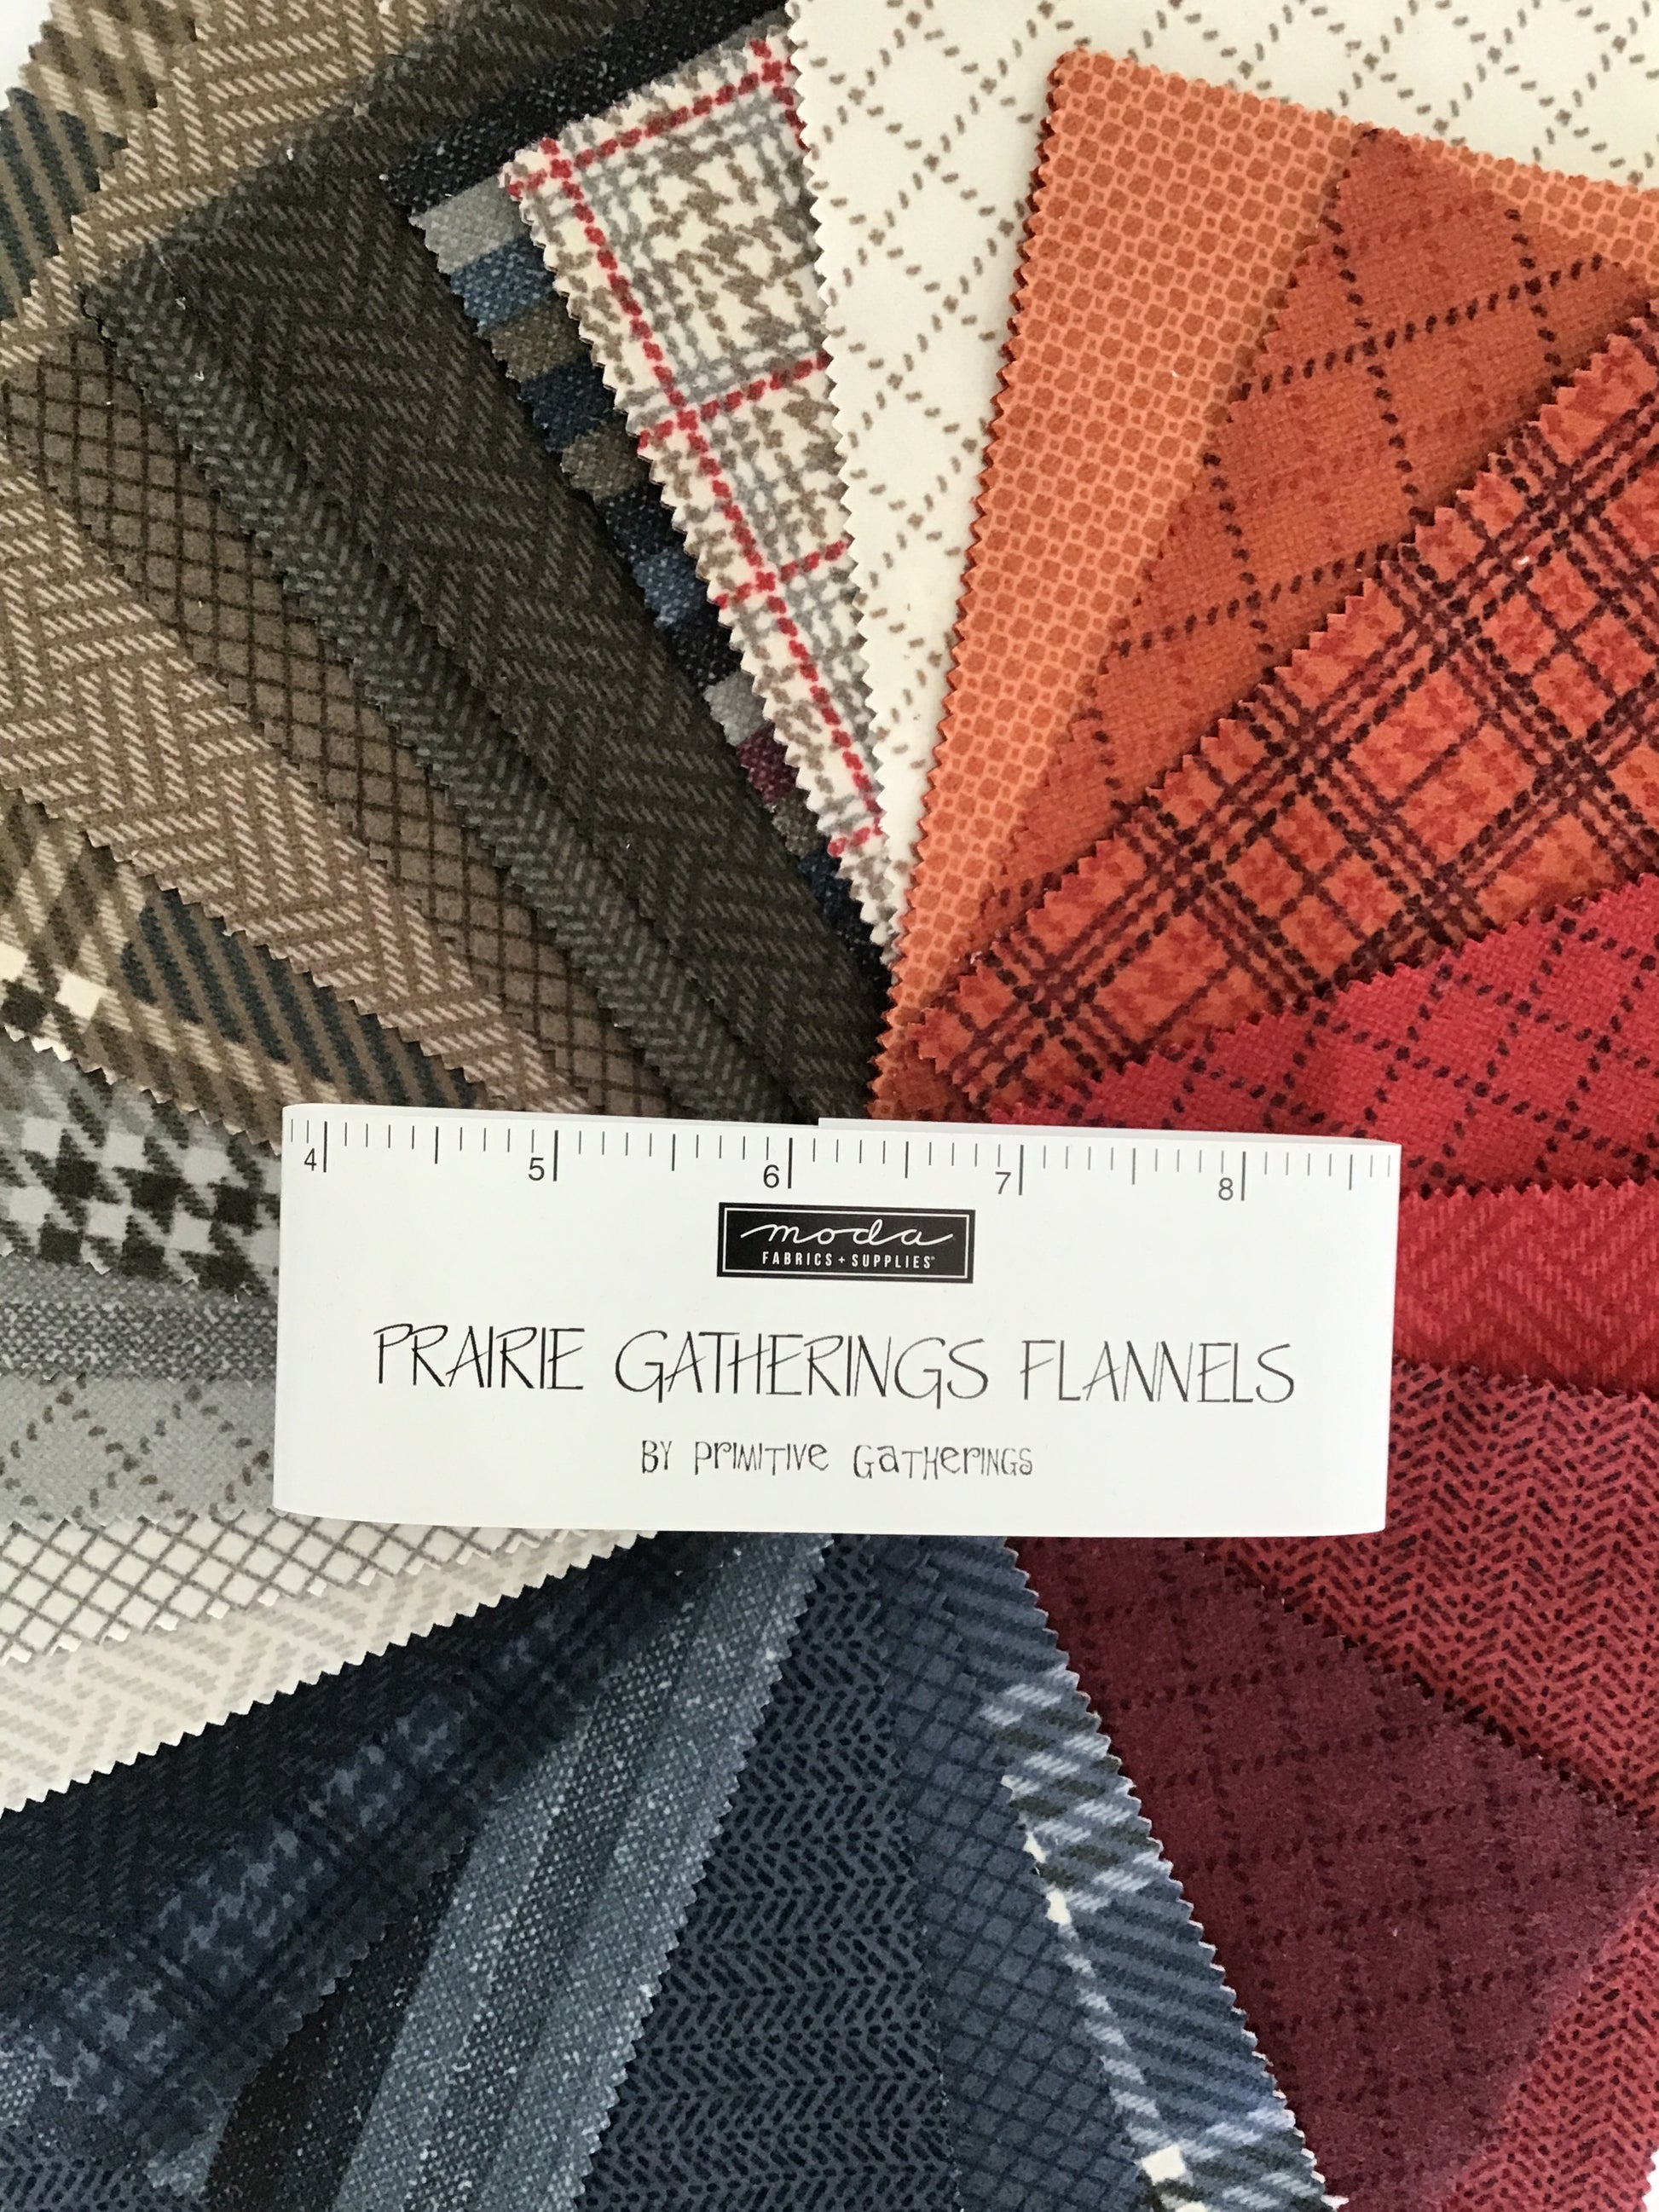 4 5 6 7 8
moda
FABRICS + SUPPLIES
PRAIRIE GATHERINGS FLANNELS
BY PRIMITIVE GATHERINGS